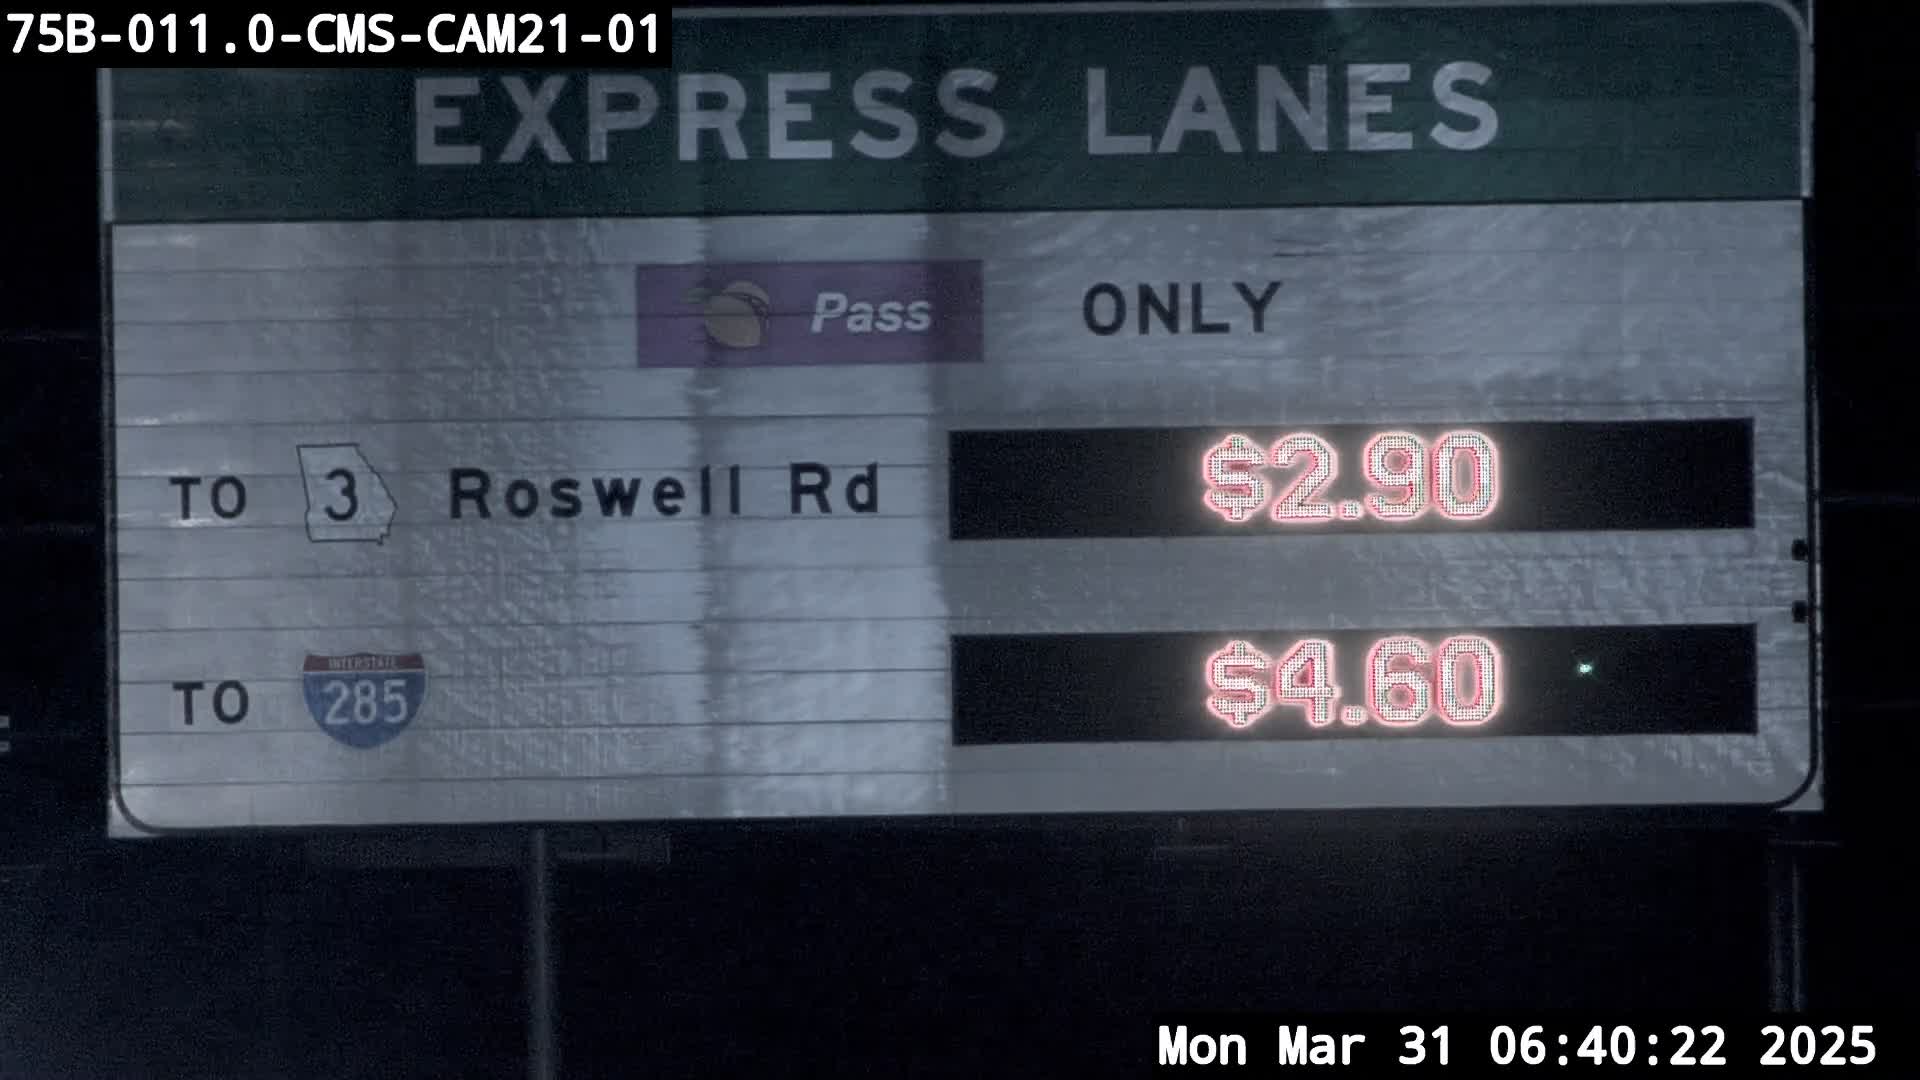 75B-011.0-CMS-CAM21-01
EXPRESS LANES
Pass ONLY
TO 3 Roswell Rd $2.90
TO INTERSTATE 285 $4.60
Mon Mar 31 06:40:22 2025